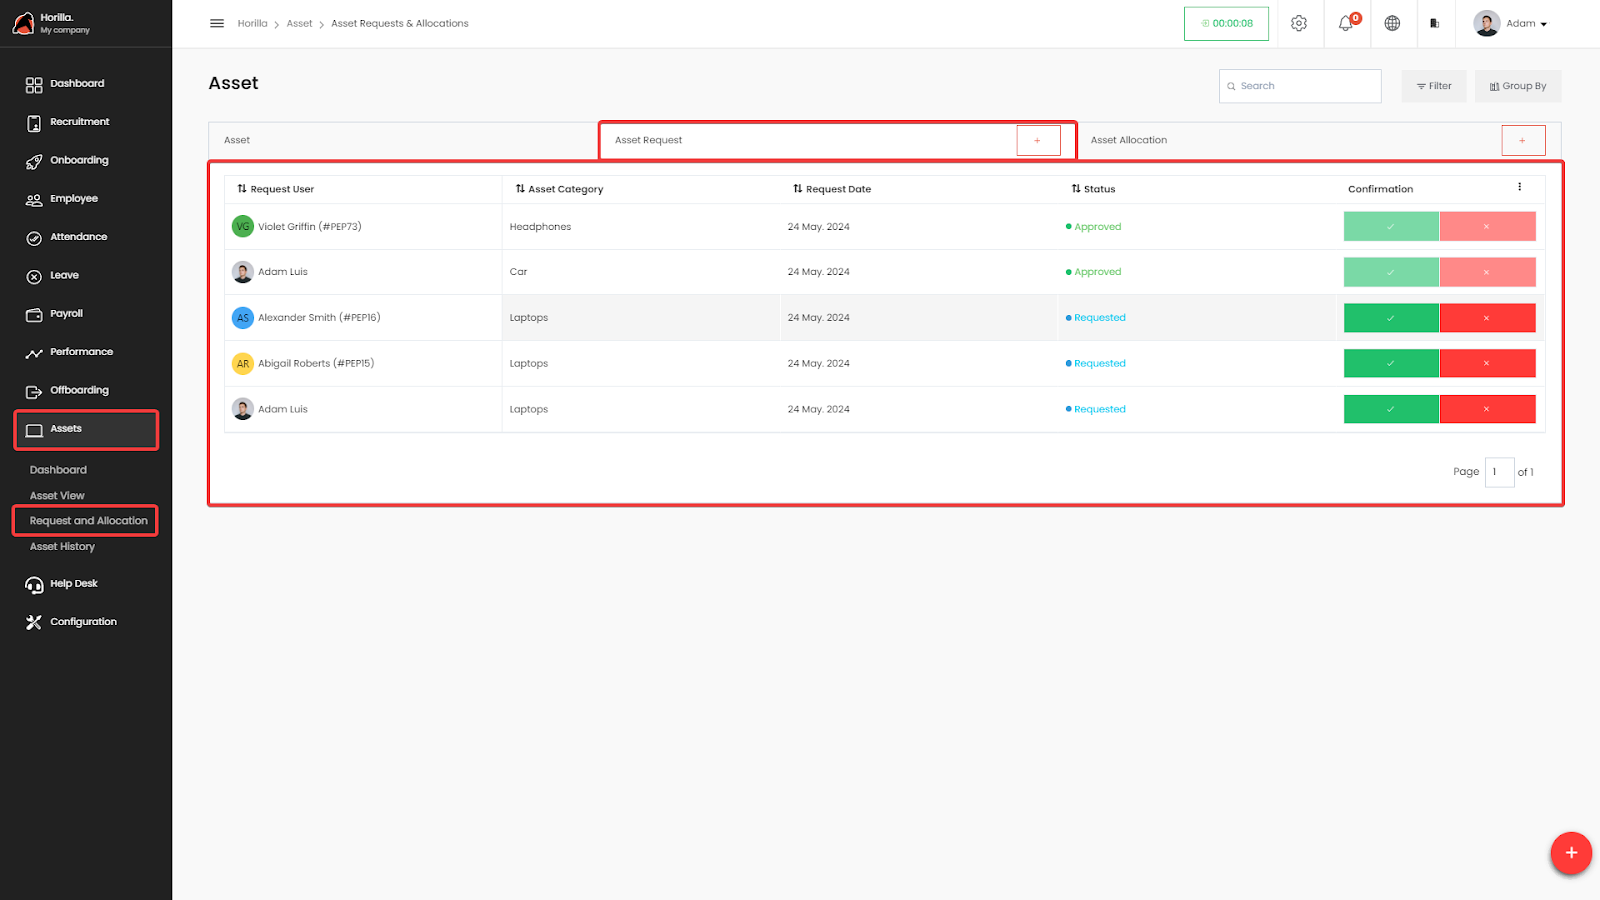 Horilla.
My company
Dashboard
Recruitment
Onboarding
Employee
Attendance
Leave
Payroll
Performance
Offboarding
Assets
Dashboard
Asset View
Request and Allocation
Asset History
Help Desk
Configuration
Horilla > Asset > Asset Requests & Allocations
00:00:08
0
Adam
Asset
Search
Filter
Group By
Asset
Asset Request +
Asset Allocation +
Request User Asset Category Request Date Status Confirmation
VG Violet Griffin (#PEP73) Headphones 24 May. 2024 Approved
Adam Luis Car 24 May. 2024 Approved
AS Alexander Smith (#PEP16) Laptops 24 May. 2024 Requested
AR Abigail Roberts (#PEP15) Laptops 24 May. 2024 Requested
Adam Luis Laptops 24 May. 2024 Requested
Page 1 of 1
+